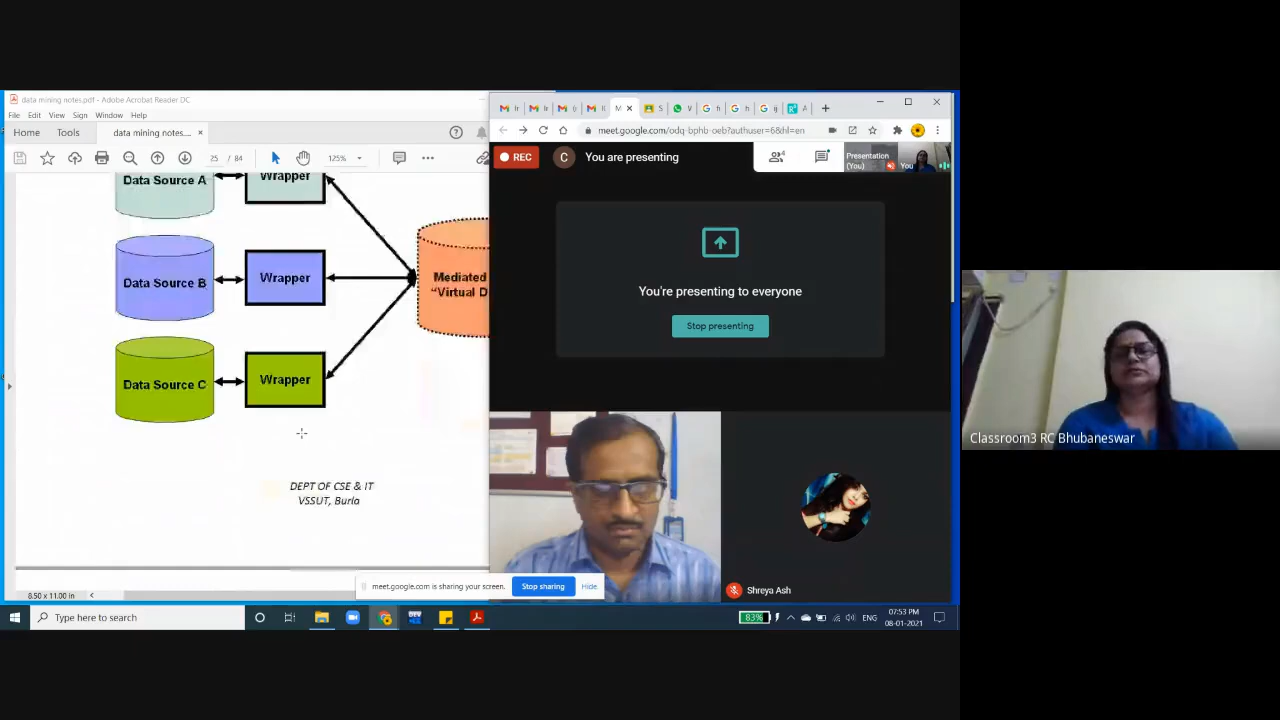 data mining notes.pdf - Adobe Acrobat Reader DC
File Edit View Sign Window Help
Home Tools data mining notes....
25 / 84 125%
Data Source A
Wrapper
Data Source B
Wrapper
Mediated
"Virtual D
Data Source C
Wrapper
DEPT OF CSE & IT
VSSUT, Burla
8.50 x 11.00 in
meet.google.com/odq-bphb-oeb?authuser=6&hl=en
REC C You are presenting
4
Presentation
(You)
You
You're presenting to everyone
Stop presenting
Shreya Ash
meet.google.com is sharing your screen. Stop sharing Hide
Type here to search
83% ENG
07:53 PM
08-01-2021
Classroom3 RC Bhubaneswar